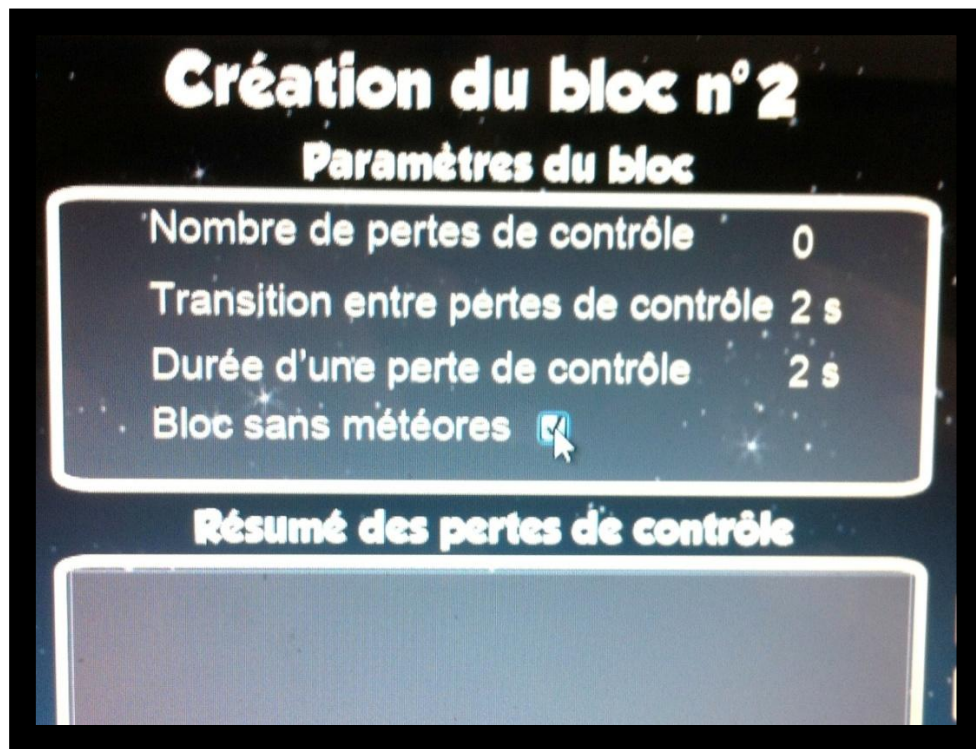 Création du bloc n°2
Paramètres du bloc
Nombre de pertes de contrôle 0
Transition entre pertes de contrôle 2 s
Durée d'une perte de contrôle 2 s
Bloc sans météores
Résumé des pertes de contrôle